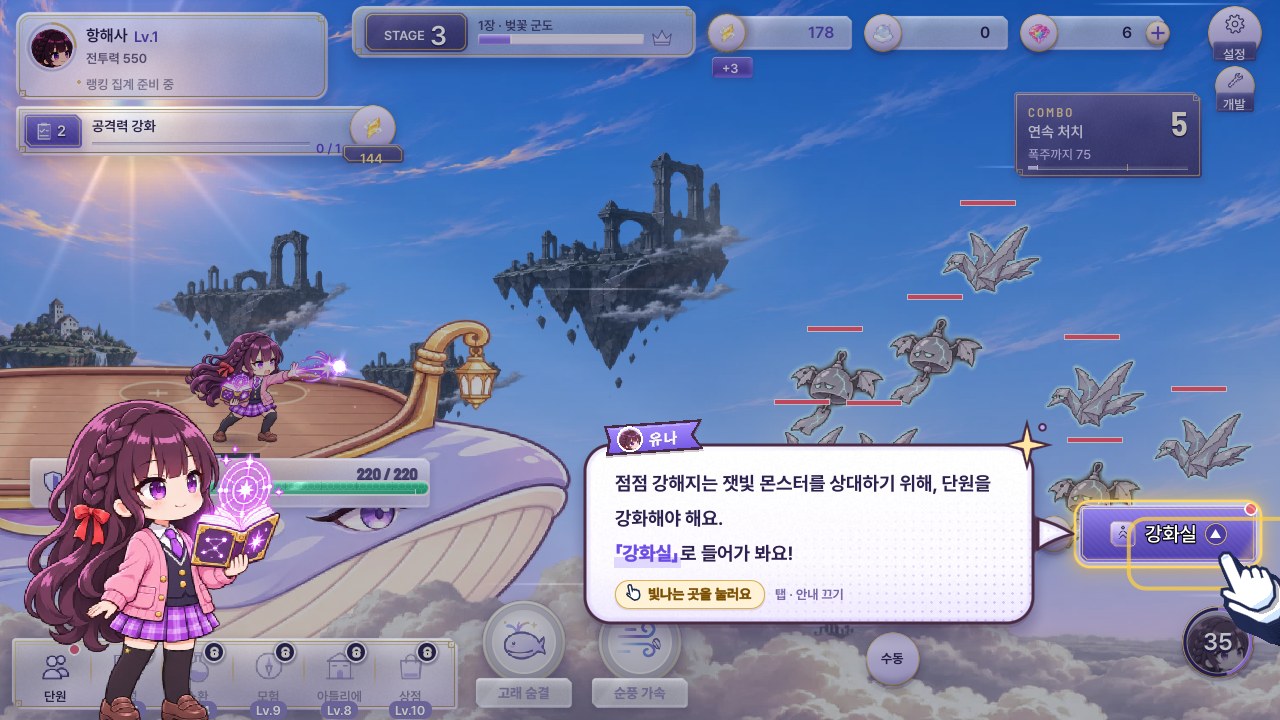 항해사 Lv.1
전투력 550
* 랭킹 집계 준비 중
STAGE 3
1장 · 벚꽃 군도
178
+3
0
6
설정
개발
2
공격력 강화
0 / 1
144
COMBO
연속 처치
5
폭주까지 75
220 / 220
유나
점점 강해지는 잿빛 몬스터를 상대하기 위해, 단원을
강화해야 해요.
『강화실』로 들어가 봐요!
빛나는 곳을 눌러요
탭 · 안내 끄기
강화실
35
수동
단원
모험
Lv.9
아틀리에
Lv.8
상점
Lv.10
고래 숨결
순풍 가속